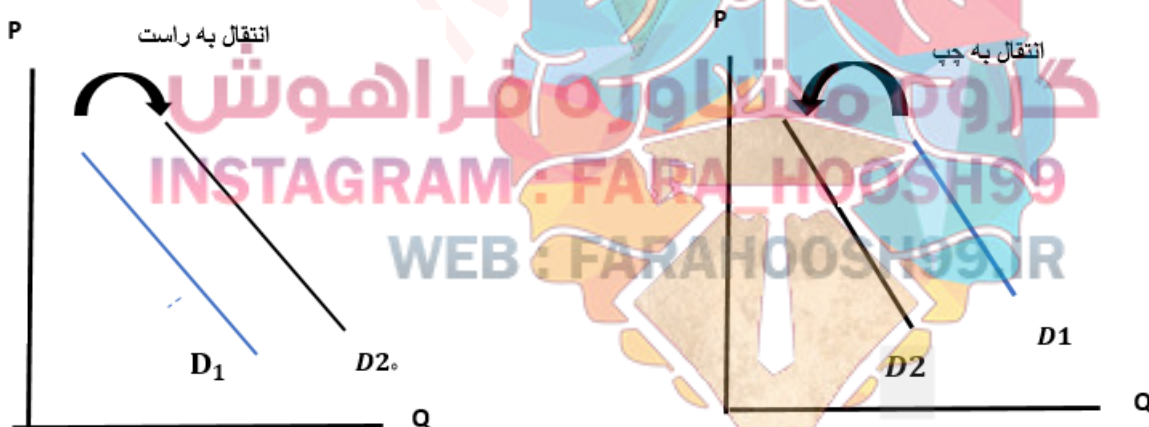 P
انتقال به راست
P
انتقال به چپ
گروه مشاوره فراهوش
INSTAGRAM : FARA_HOOSH99
WEB : FARAHOOSH99.IR
D1
D2
D2
D1
Q
Q